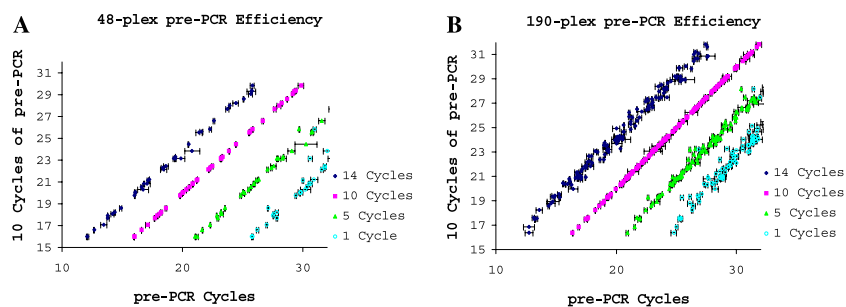 A
48-plex pre-PCR Efficiency
10 Cycles of pre-PCR
31
29
27
25
23
21
19
17
15
10
20
30
pre-PCR Cycles
14 Cycles
10 Cycles
5 Cycles
1 Cycle
B
190-plex pre-PCR Efficiency
10 Cycles of pre-PCR
31
29
27
25
23
21
19
17
15
10
20
30
pre-PCR Cycles
14 Cycles
10 Cycles
5 Cycles
1 Cycles